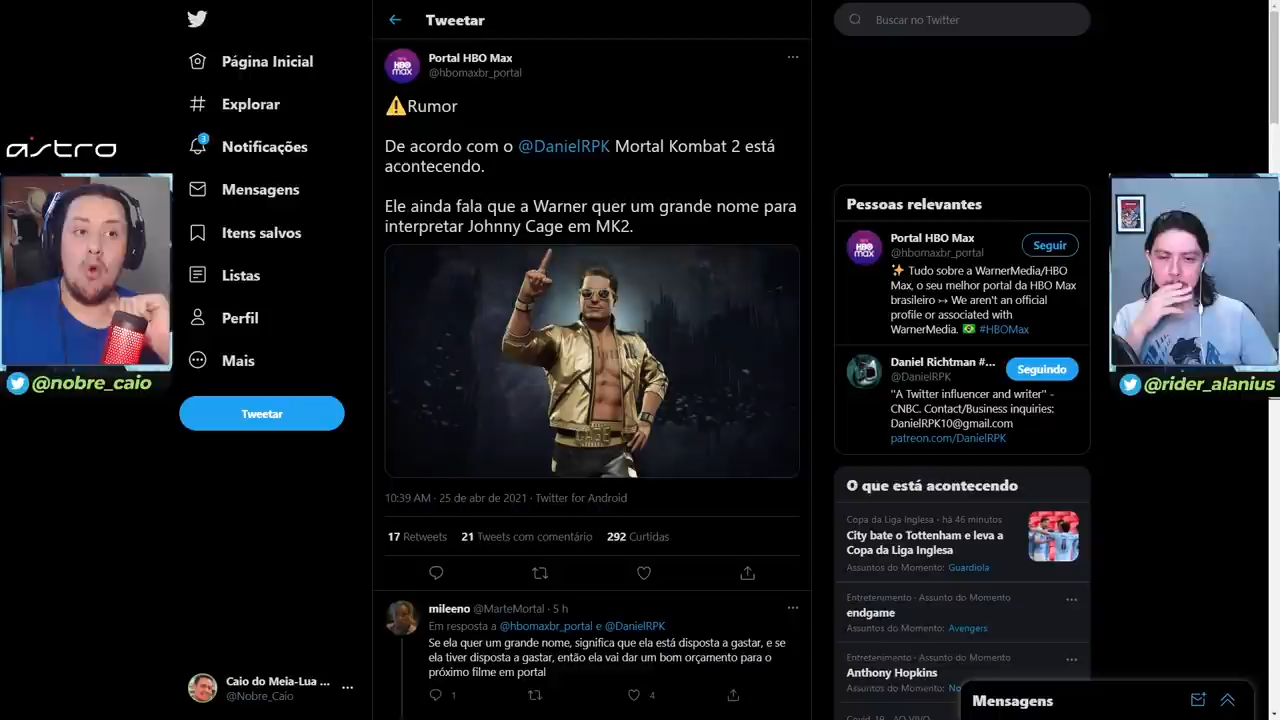 Página Inicial
Explorar
3
Notificações
Mensagens
Itens salvos
Listas
Perfil
Mais
Tweetar
Caio do Meia-Lua ...
@Nobre_Caio
astro
@nobre_caio
Tweetar
HBO
max
Portal HBO Max
@hbomaxbr_portal
⚠️Rumor
De acordo com o @DanielRPK Mortal Kombat 2 está
acontecendo.
Ele ainda fala que a Warner quer um grande nome para
interpretar Johnny Cage em MK2.
CAGE
10:39 AM · 25 de abr de 2021 · Twitter for Android
17 Retweets 21 Tweets com comentário 292 Curtidas
mileeno @MarteMortal · 5 h
Em resposta a @hbomaxbr_portal e @DanielRPK
Se ela quer um grande nome, significa que ela está disposta a gastar, e se
ela tiver disposta a gastar, então ela vai dar um bom orçamento para o
próximo filme em portal
1 4
Buscar no Twitter
Pessoas relevantes
HBO
max
Portal HBO Max
@hbomaxbr_portal
Seguir
✨ Tudo sobre a WarnerMedia/HBO
Max, o seu melhor portal da HBO Max
brasileiro ↣ We aren't an official
profile or associated with
WarnerMedia. 🇧🇷 #HBOMax
Daniel Richtman #...
@DanielRPK
Seguindo
"A Twitter influencer and writer" -
CNBC. Contact/Business inquiries:
DanielRPK10@gmail.com
patreon.com/DanielRPK
O que está acontecendo
Copa da Liga Inglesa · há 46 minutos
City bate o Tottenham e leva a
Copa da Liga Inglesa
Assuntos do Momento: Guardiola
Entretenimento · Assunto do Momento
endgame
Assuntos do Momento: Avengers
Entretenimento · Assunto do Momento
Anthony Hopkins
Mensagens
@rider_alanius